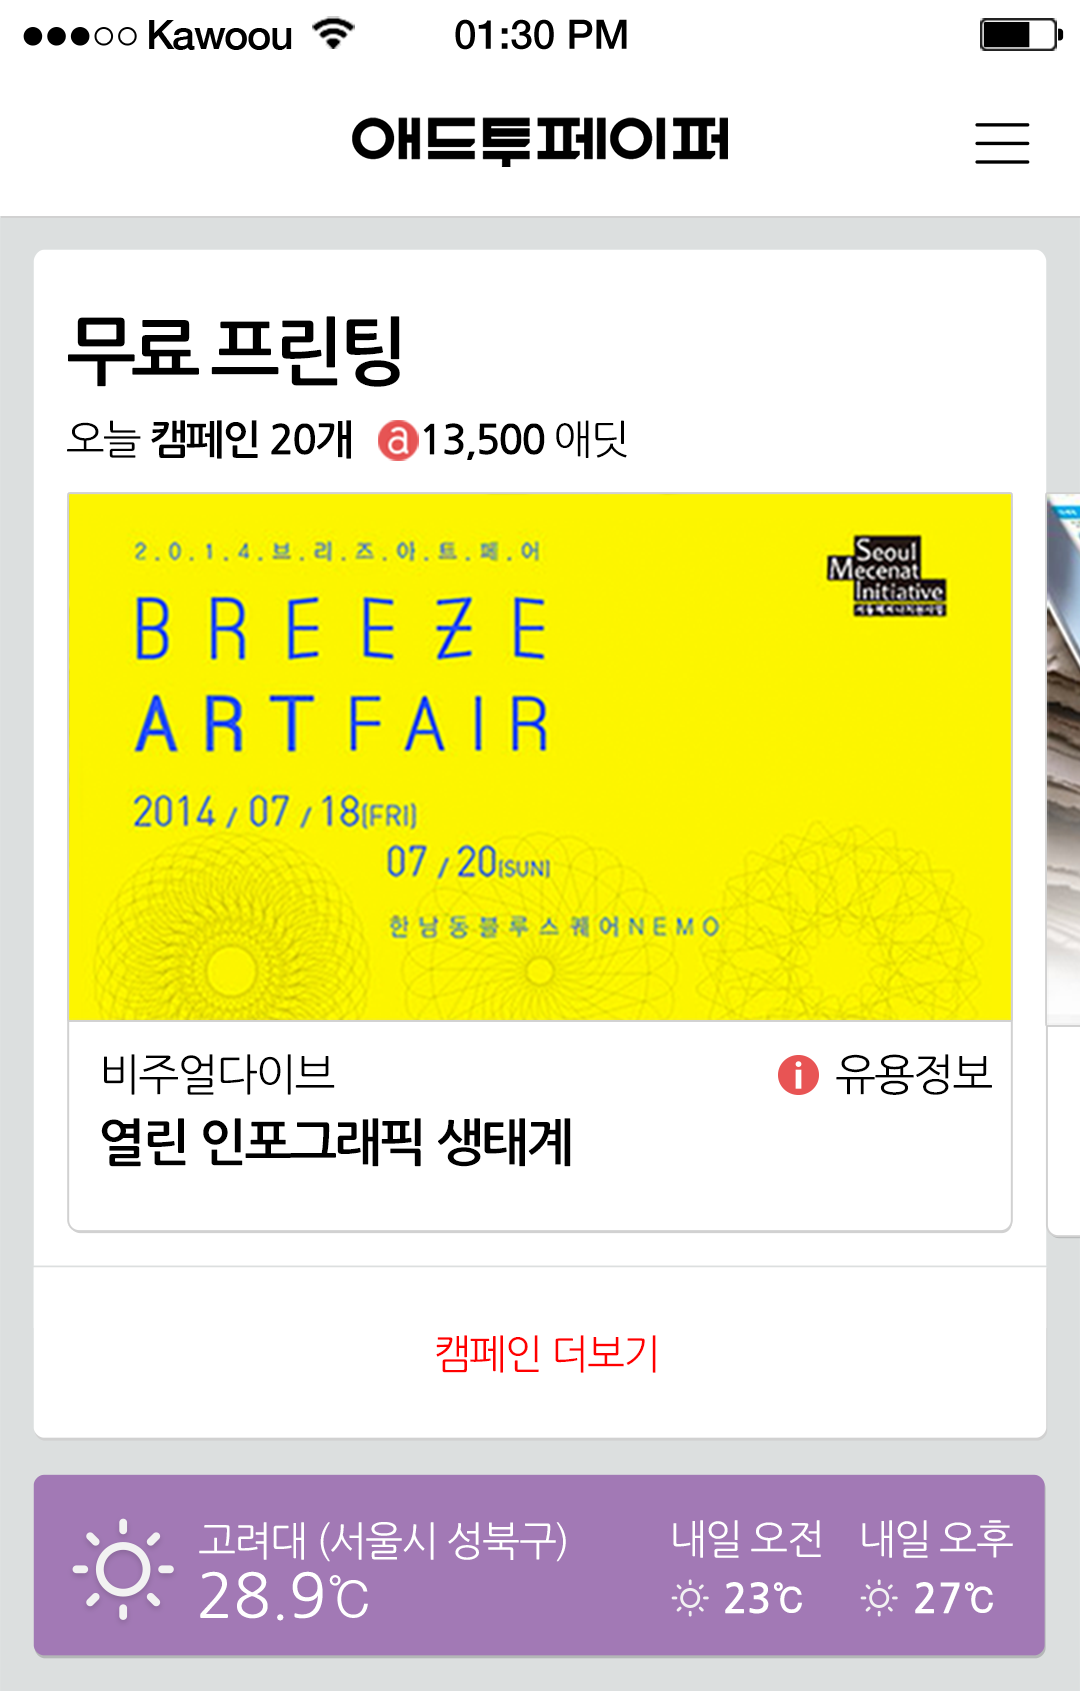 Kawoou 01:30 PM
애드투페이퍼
무료 프린팅
오늘 캠페인 20개 a 13,500 애딧
2.0.1.4.브.리.즈.아.트.페.어
BREEZE
ART FAIR
2014 / 07 / 18(FRI)
07 / 20(SUN)
한남동블루스퀘어NEMO
Seoul
Mecenat
Initiative
비주얼다이브
i 유용정보
열린 인포그래픽 생태계
캠페인 더보기
고려대 (서울시 성북구)
28.9℃
내일 오전 내일 오후
23℃ 27℃